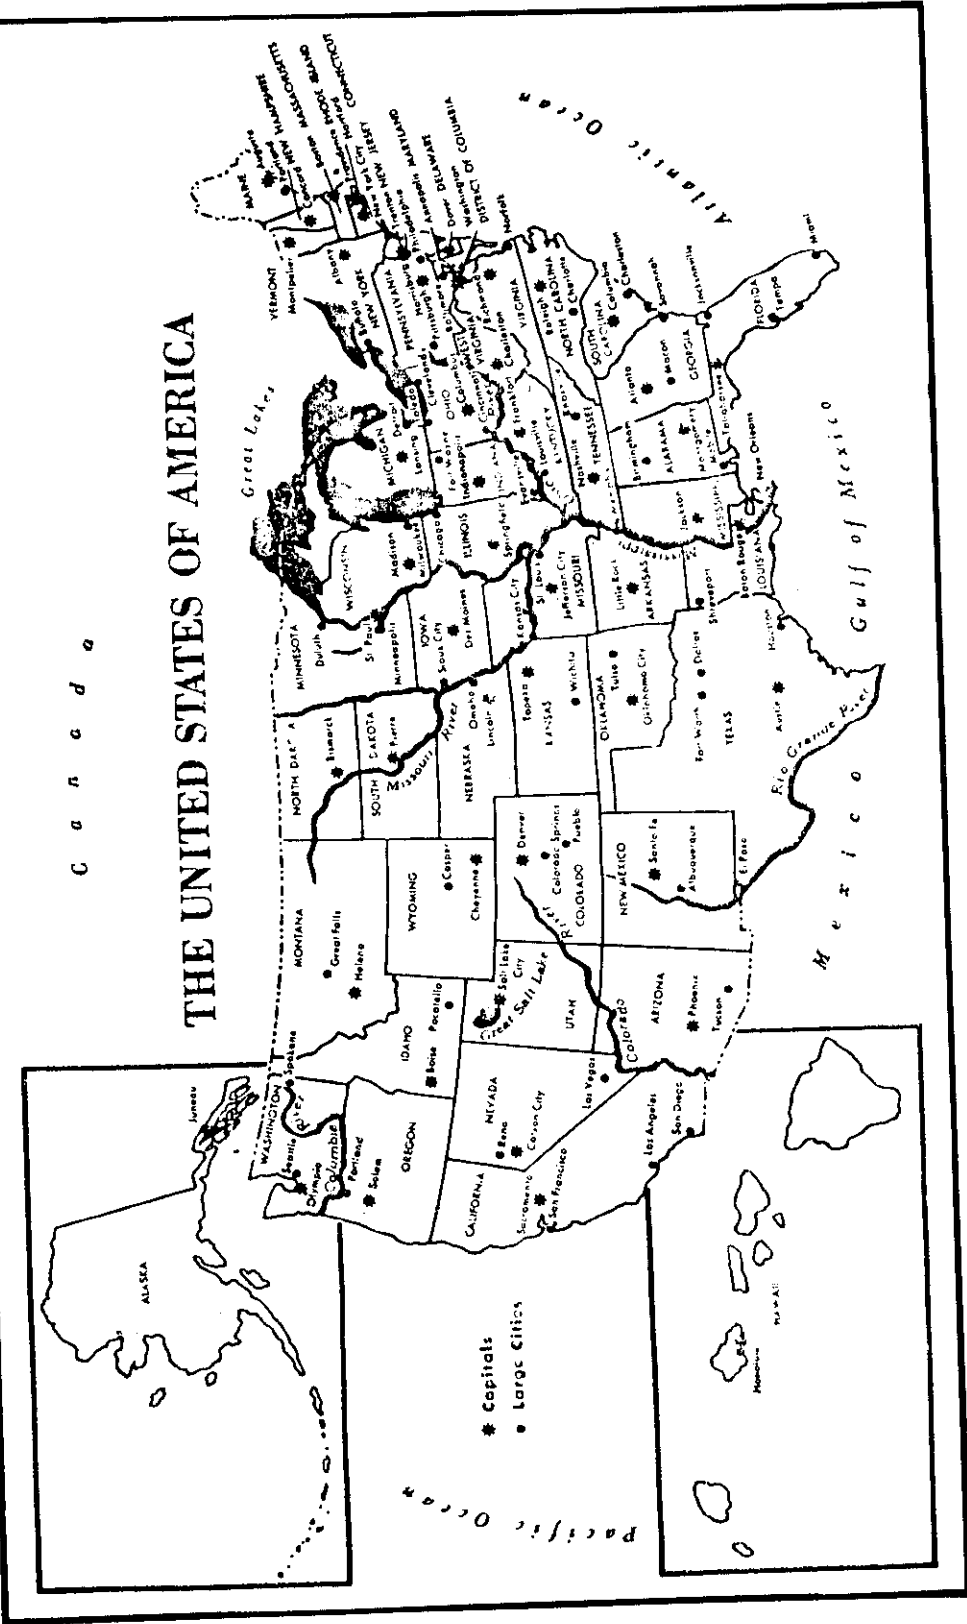 THE UNITED STATES OF AMERICA
Canada
Great Lakes
Atlantic Ocean
Pacific Ocean
Gulf of Mexico
Mexico
Capitals
Large Cities
ALASKA
Juneau
HAWAII
Honolulu
WASHINGTON
Seattle
Olympia
Spokane
Columbia
River
Portland
Salem
OREGON
CALIFORNIA
Sacramento
San Francisco
Los Angeles
San Diego
NEVADA
Reno
Carson City
Las Vegas
IDAHO
Boise
Pocatello
MONTANA
Great Falls
Helena
WYOMING
Casper
Cheyenne
UTAH
Salt Lake
City
Great Salt Lake
COLORADO
Denver
Colorado Springs
Pueblo
Colorado
River
ARIZONA
Phoenix
Tucson
NEW MEXICO
Santa Fe
Albuquerque
El Paso
NORTH DAK TA
Bismarck
SOUTH DAKOTA
Pierre
Missouri
River
NEBRASKA
Omaha
Lincoln
KANSAS
Topeka
Wichita
OKLAHOMA
Tulsa
Oklahoma City
TEXAS
Fort Worth
Dallas
Austin
Houston
Rio Grande River
MINNESOTA
Duluth
St Paul
Minneapolis
IOWA
Sioux City
Des Moines
MISSOURI
Kansas City
St. Louis
Jefferson City
ARKANSAS
Little Rock
LOUISIANA
Shreveport
Baton Rouge
New Orleans
WISCONSIN
Madison
Milwaukee
ILLINOIS
Chicago
Springfield
MICHIGAN
Lansing
Detroit
INDIANA
Fort Wayne
Indianapolis
Evansville
OHIO
Toledo
Cleveland
Columbus
Cincinnati
KENTUCKY
Louisville
Frankfort
TENNESSEE
Nashville
Knoxville
MISSISSIPPI
Jackson
ALABAMA
Birmingham
Montgomery
Mobile
GEORGIA
Atlanta
Macon
Savannah
FLORIDA
Tallahassee
Jacksonville
Tampa
Miami
SOUTH
CAROLINA
Columbia
Charleston
NORTH CAROLINA
Raleigh
Charlotte
VIRGINIA
Richmond
Norfolk
WEST
VIRGINIA
Charleston
PENNSYLVANIA
Harrisburg
Pittsburgh
Philadelphia
NEW YORK
Buffalo
Albany
New York City
VERMONT
Montpelier
MAINE
Augusta
Portland
NEW HAMPSHIRE
Concord
MASSACHUSETTS
Boston
RHODE ISLAND
Providence
CONNECTICUT
Hartford
NEW JERSEY
Trenton
MARYLAND
Annapolis
Baltimore
DELAWARE
Dover
Washington
DISTRICT OF COLUMBIA